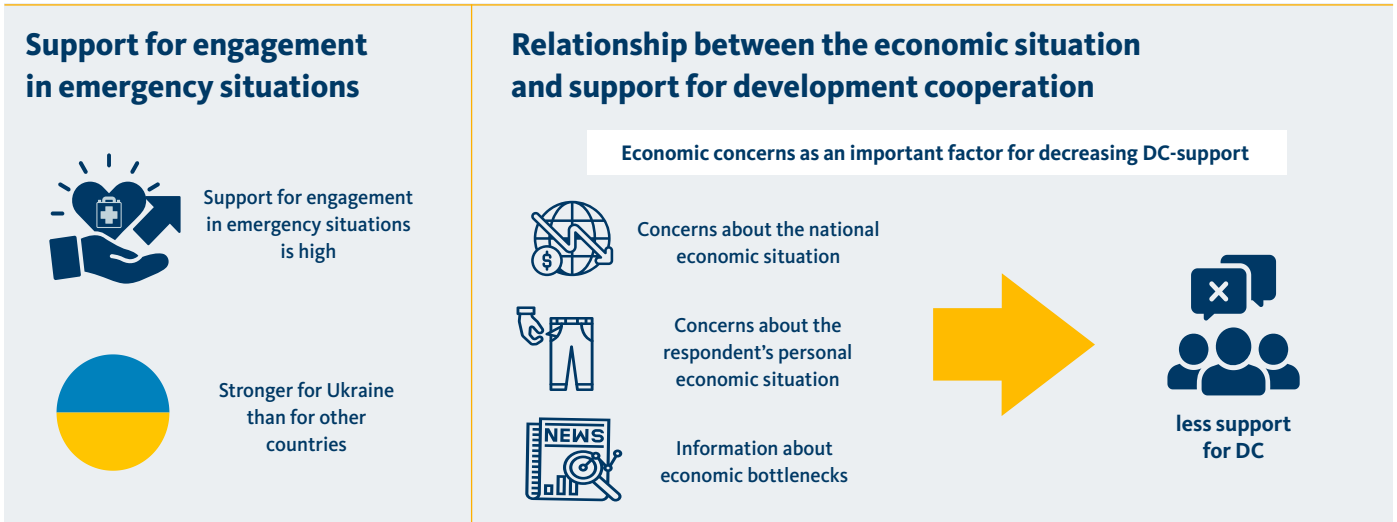 Support for engagement
in emergency situations
Support for engagement
in emergency situations
is high
Stronger for Ukraine
than for other
countries
Relationship between the economic situation
and support for development cooperation
Economic concerns as an important factor for decreasing DC-support
$
Concerns about the national
economic situation
Concerns about the
respondent’s personal
economic situation
NEWS
Information about
economic bottlenecks
less support
for DC